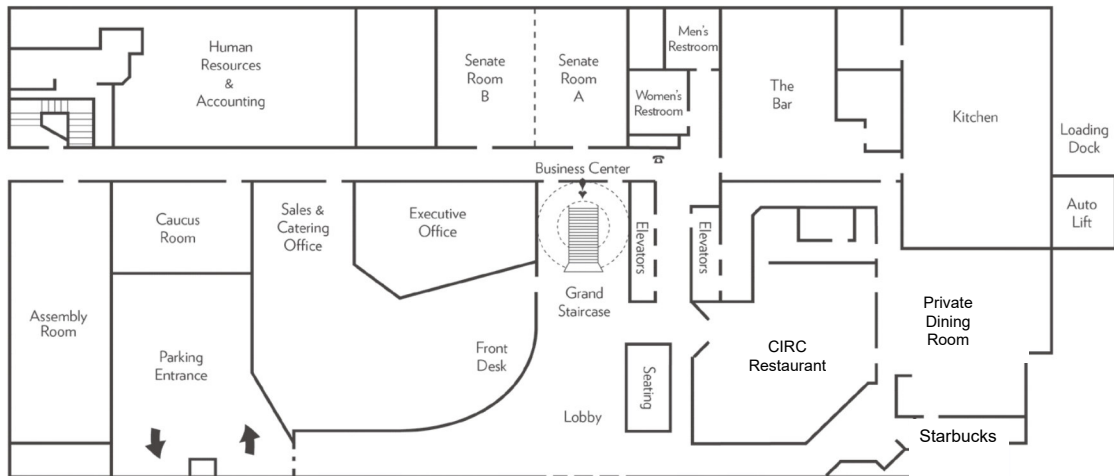 Human
Resources
&
Accounting
Senate
Room
B
Senate
Room
A
Men's
Restroom
Women's
Restroom
The
Bar
Kitchen
Loading
Dock
Auto
Lift
Business Center
Caucus
Room
Sales &
Catering
Office
Executive
Office
Elevators
Elevators
Grand
Staircase
Assembly
Room
Parking
Entrance
Front
Desk
Lobby
Seating
CIRC
Restaurant
Private
Dining
Room
Starbucks